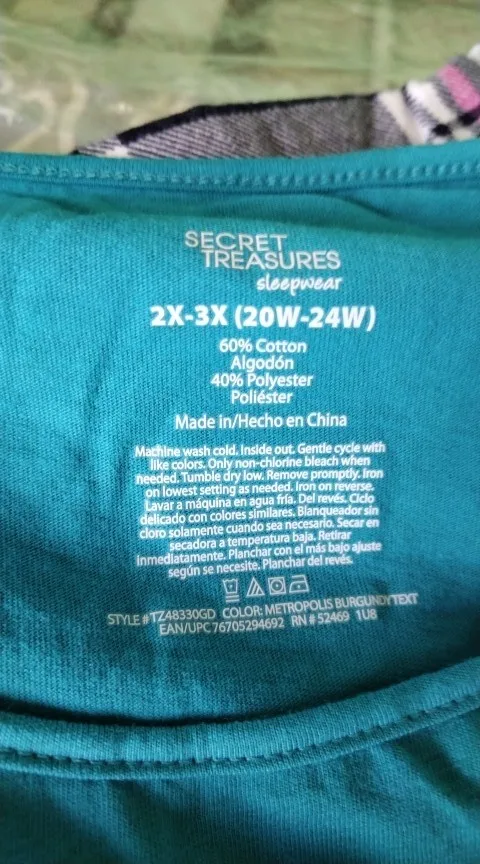 SECRET
TREASURES
sleepwear
2X-3X (20W-24W)
60% Cotton
Algodón
40% Polyester
Poliéster
Made in/Hecho en China
Machine wash cold. Inside out. Gentle cycle with
like colors. Only non-chlorine bleach when
needed. Tumble dry low. Remove promptly. Iron
on lowest setting as needed. Iron on reverse.
Lavar a máquina en agua fría. Del revés. Ciclo
delicado con colores similares. Blanqueador sin
cloro solamente cuando sea necesario. Secar en
secadora a temperatura baja. Retirar
inmediatamente. Planchar con el más bajo ajuste
según se necesite. Planchar del revés.
STYLE #TZ48330GD COLOR: METROPOLIS BURGUNDYTEXT
EAN/UPC 76705294692 RN # 52469 1U8